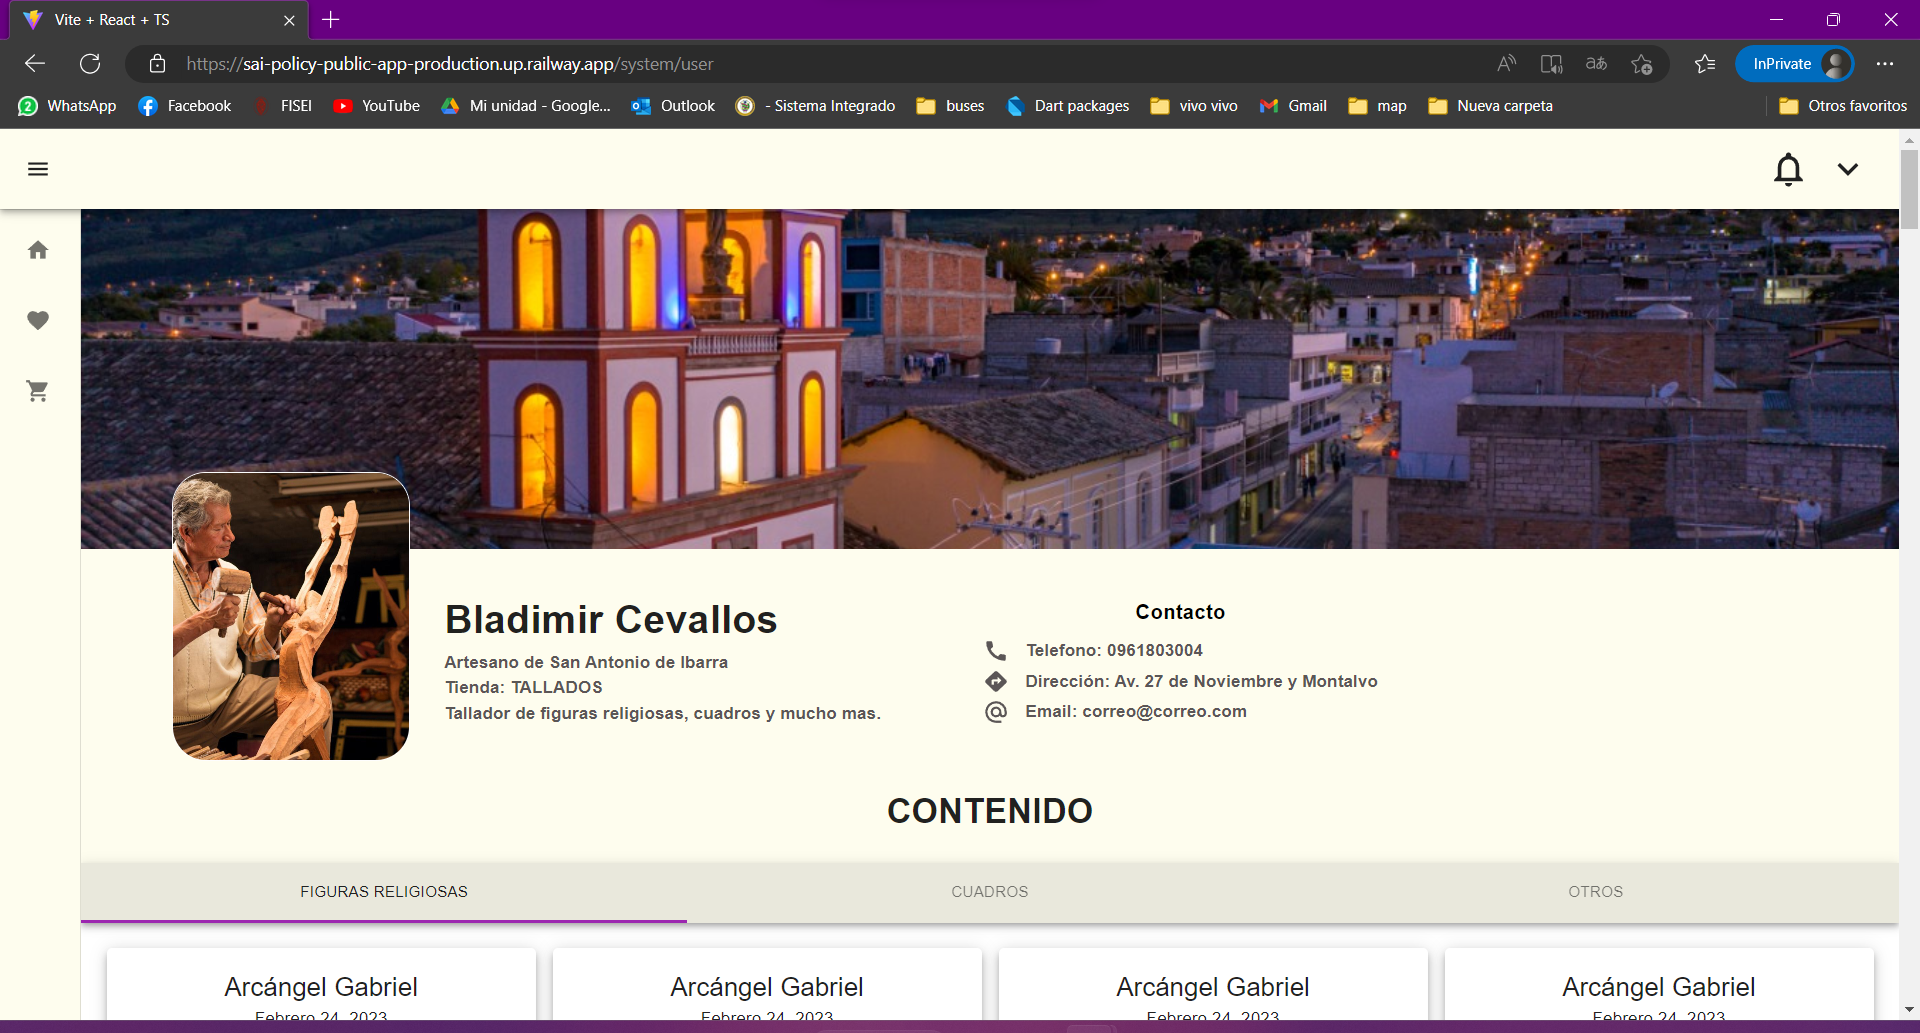 Vite + React + TS
https://sai-policy-public-app-production.up.railway.app/system/user
InPrivate
WhatsApp
Facebook
FISEI
YouTube
Mi unidad - Google...
Outlook
- Sistema Integrado
buses
Dart packages
vivo vivo
Gmail
map
Nueva carpeta
Otros favoritos
Bladimir Cevallos
Artesano de San Antonio de Ibarra
Tienda: TALLADOS
Tallador de figuras religiosas, cuadros y mucho mas.
Contacto
Telefono: 0961803004
Dirección: Av. 27 de Noviembre y Montalvo
Email: correo@correo.com
CONTENIDO
FIGURAS RELIGIOSAS
CUADROS
OTROS
Arcángel Gabriel
Febrero 24, 2023
Arcángel Gabriel
Febrero 24, 2023
Arcángel Gabriel
Febrero 24, 2023
Arcángel Gabriel
Febrero 24, 2023